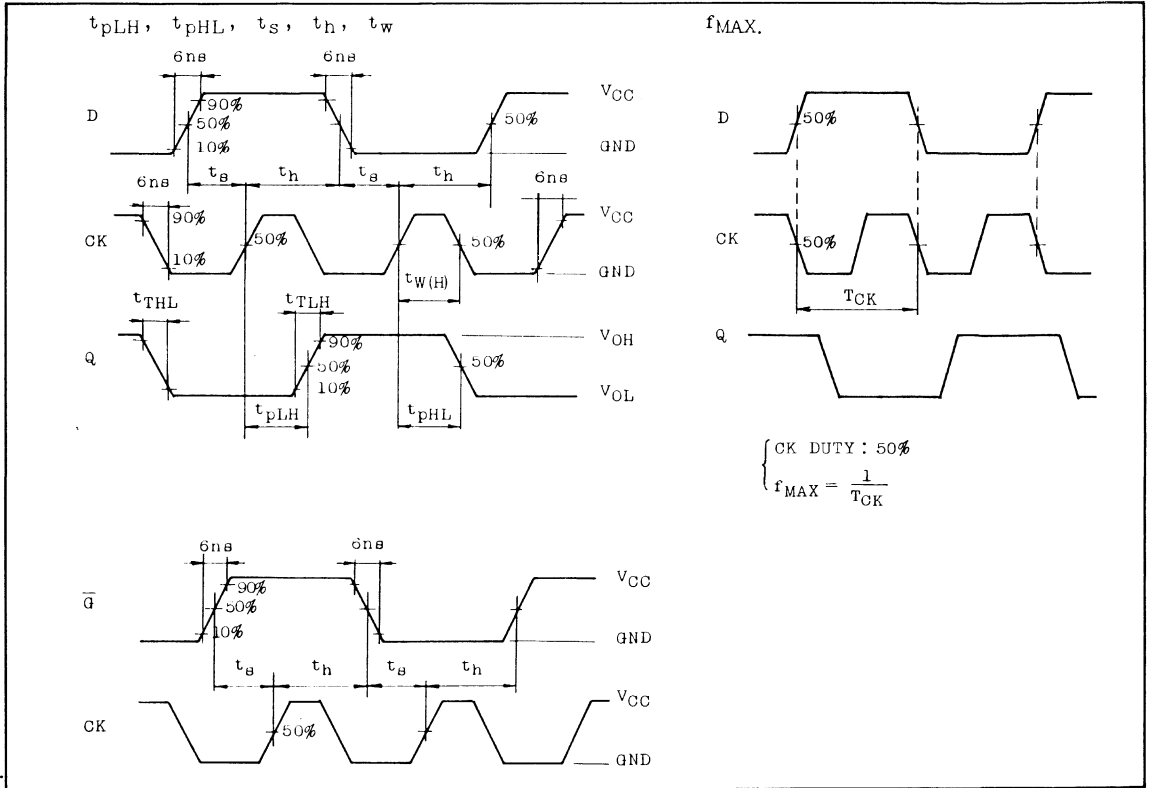 tpLH, tpHL, ts, th, tw
6ns 6ns
D 90% 50% 10% 50% VCC GND
ts th ts th
6ns 6ns
CK 90% 10% 50% 50% VCC GND
tW(H)
tTHL tTLH
Q 90% 50% 10% 50% VOH VOL
tpLH tpHL
fMAX.
D 50%
CK 50%
TCK
Q
CK DUTY : 50%
fMAX = 1/TCK
6ns 6ns
G̅ 90% 50% 10% VCC GND
ts th ts th
CK 50% VCC GND